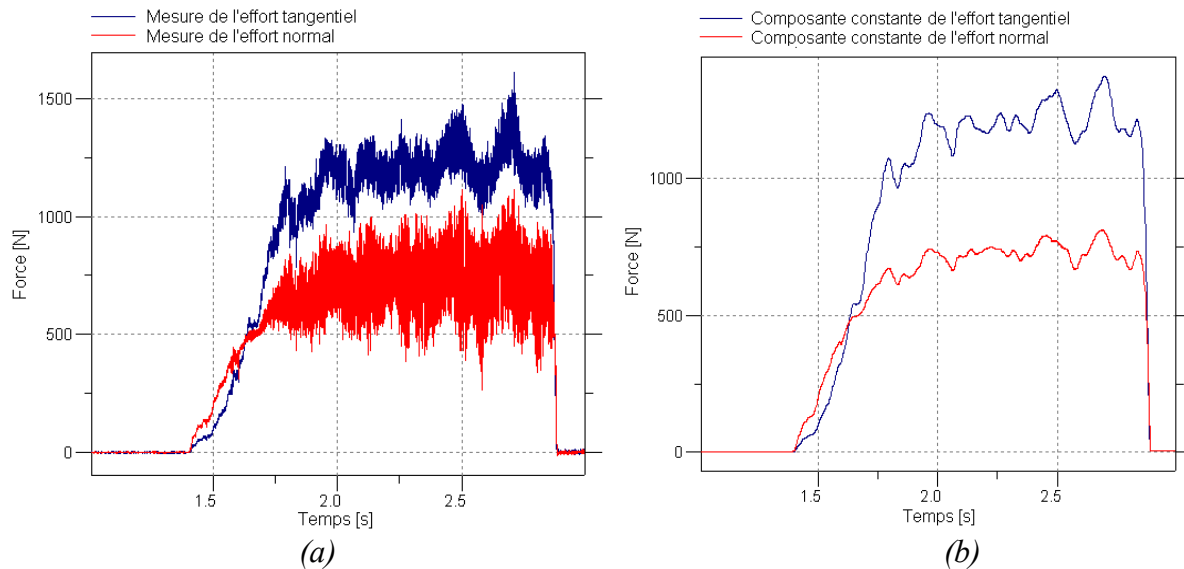 Mesure de l'effort tangentiel
Mesure de l'effort normal
Force [N]
1500
1000
500
0
1.5
2.0
2.5
Temps [s]
(a)
Composante constante de l'effort tangentiel
Composante constante de l'effort normal
Force [N]
1000
500
0
1.5
2.0
2.5
Temps [s]
(b)